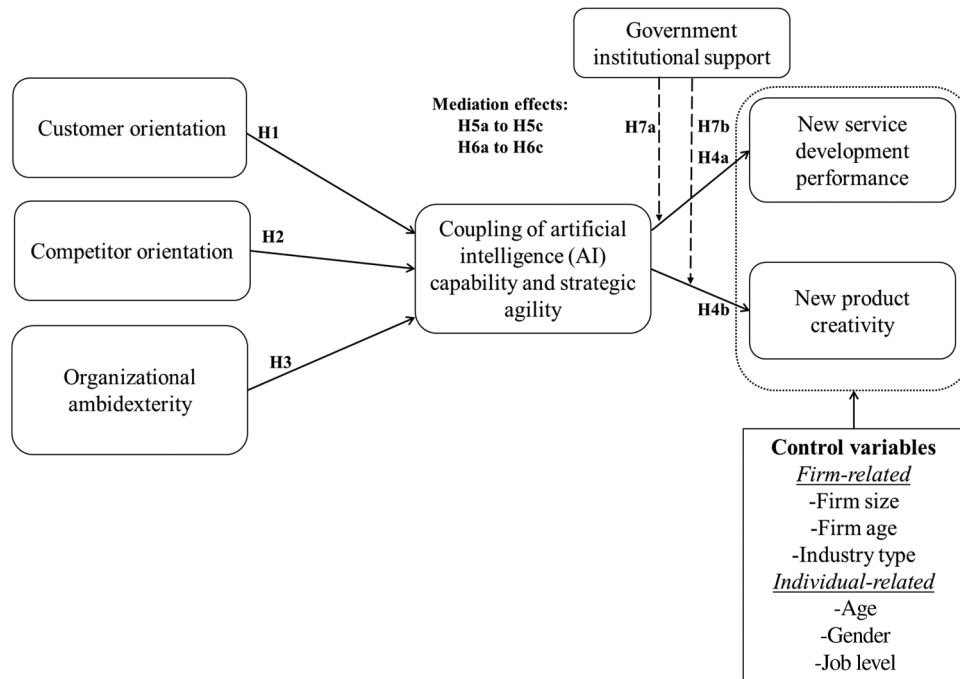 Government
institutional support
Customer orientation
H1
Mediation effects:
H5a to H5c
H6a to H6c
H7a
H7b
H4a
New service
development
performance
Competitor orientation
H2
Coupling of artificial
intelligence (AI)
capability and strategic
agility
New product
creativity
H4b
Organizational
ambidexterity
H3
Control variables
Firm-related
-Firm size
-Firm age
-Industry type
Individual-related
-Age
-Gender
-Job level